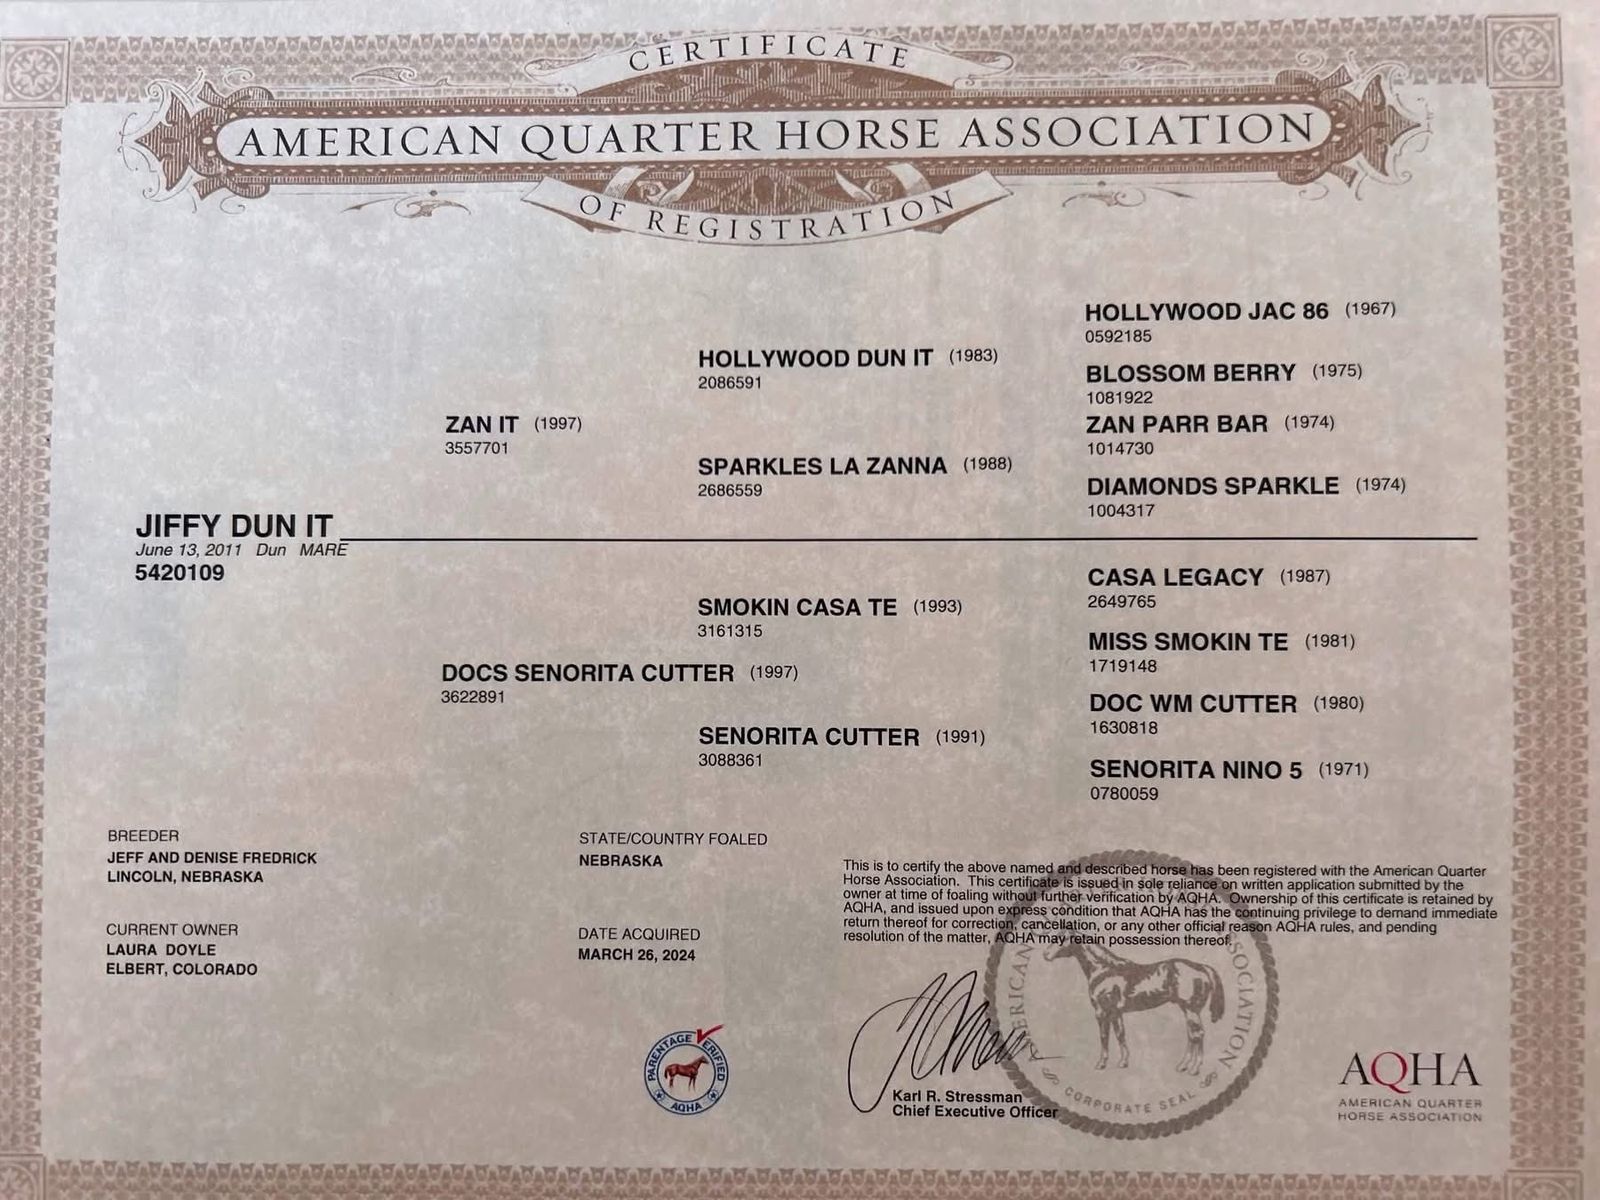 CERTIFICATE
AMERICAN QUARTER HORSE ASSOCIATION
OF REGISTRATION
HOLLYWOOD JAC 86 (1967)
0592185
HOLLYWOOD DUN IT (1983)
2086591
BLOSSOM BERRY (1975)
1081922
ZAN IT (1997)
3557701
ZAN PARR BAR (1974)
1014730
SPARKLES LA ZANNA (1988)
2686559
DIAMONDS SPARKLE (1974)
1004317
JIFFY DUN IT
June 13, 2011 Dun MARE
5420109
CASA LEGACY (1987)
2649765
SMOKIN CASA TE (1993)
3161315
MISS SMOKIN TE (1981)
1719148
DOCS SENORITA CUTTER (1997)
3622891
DOC WM CUTTER (1980)
1630818
SENORITA CUTTER (1991)
3088361
SENORITA NINO 5 (1971)
0780059
BREEDER
JEFF AND DENISE FREDRICK
LINCOLN, NEBRASKA
STATE/COUNTRY FOALED
NEBRASKA
CURRENT OWNER
LAURA DOYLE
ELBERT, COLORADO
DATE ACQUIRED
MARCH 26, 2024
This is to certify the above named and described horse has been registered with the American Quarter
Horse Association. This certificate is issued in sole reliance on written application submitted by the
owner at time of foaling without further verification by AQHA. Ownership of this certificate is retained by
AQHA, and issued upon express condition that AQHA has the continuing privilege to demand immediate
return thereof for correction, cancellation, or any other official reason AQHA rules, and pending
resolution of the matter, AQHA may retain possession thereof.
PARENTAGE VERIFIED
AQHA
Karl R. Stressman
Chief Executive Officer
AMERICAN QUARTER HORSE ASSOCIATION
CORPORATE SEAL
AQHA
AMERICAN QUARTER
HORSE ASSOCIATION